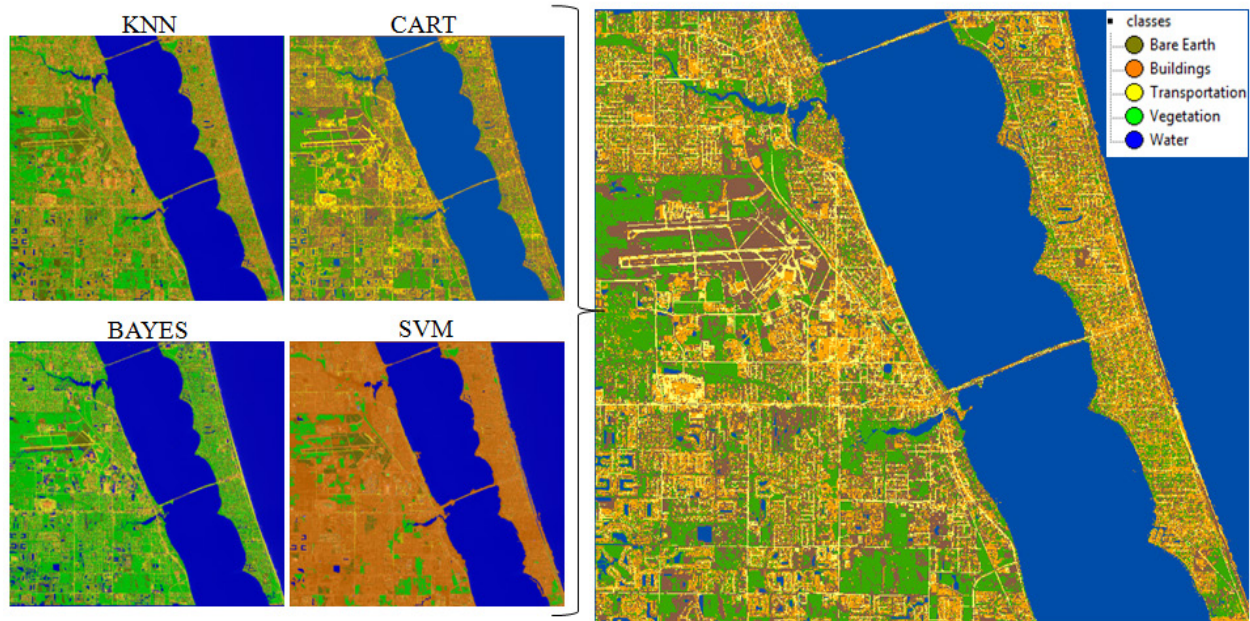 KNN
CART
BAYES
SVM
classes
Bare Earth
Buildings
Transportation
Vegetation
Water